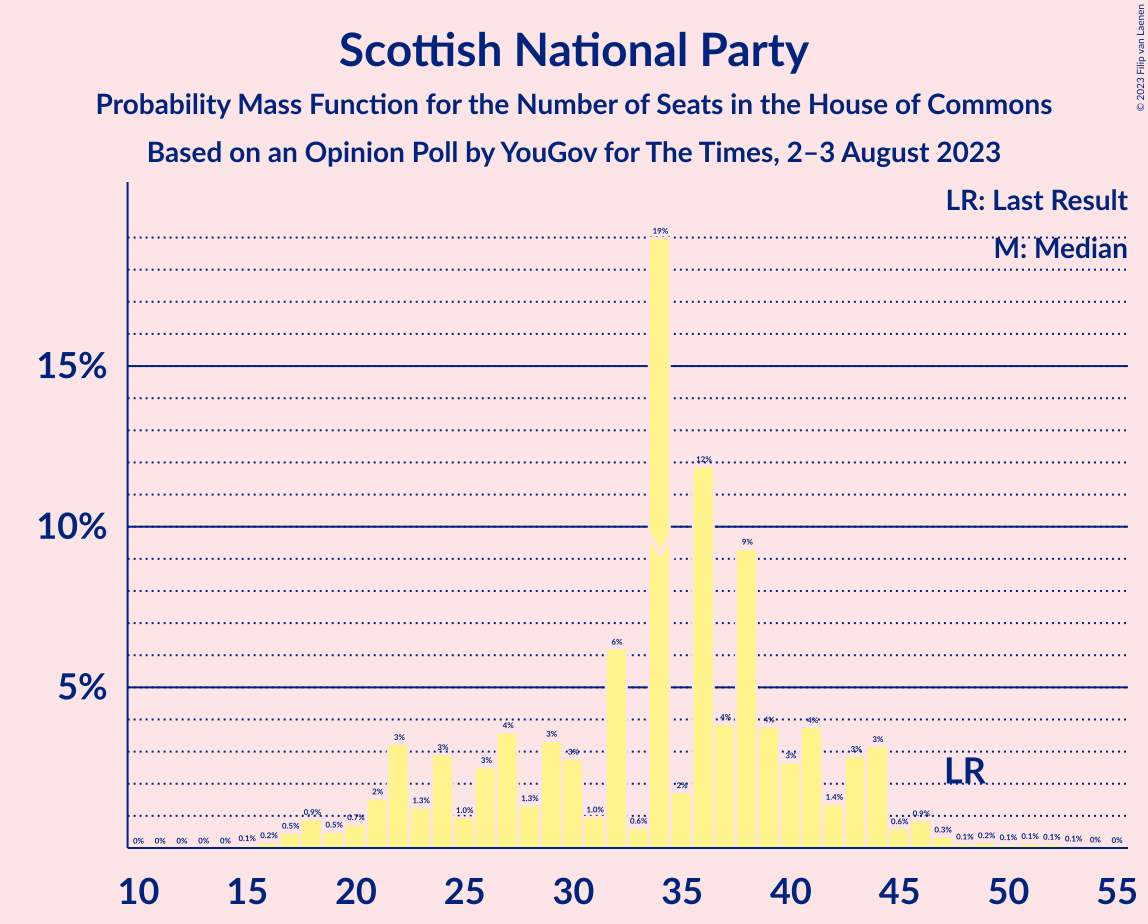 Scottish National Party
Probability Mass Function for the Number of Seats in the House of Commons
Based on an Opinion Poll by YouGov for The Times, 2–3 August 2023
© 2023 Filip van Laenen
LR: Last Result
M: Median
15%
10%
5%
0% 0% 0% 0% 0% 0.1% 0.2% 0.5% 0.9% 0.5% 0.7% 2% 3% 1.3% 3% 1.0% 3% 4% 1.3% 3% 3% 1.0% 6% 0.6% 19% 2% 12% 4% 9% 4% 3% 4% 1.4% 3% 3% 0.6% 0.9% 0.3% 0.1% 0.2% 0.1% 0.1% 0.1% 0.1% 0% 0%
LR
10 15 20 25 30 35 40 45 50 55